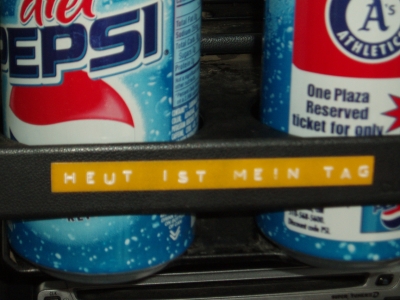 diet
PEPSI
A's
ATHLETICS
One Plaza
Reserved
ticket for only
HEUT IST MEIN TAG